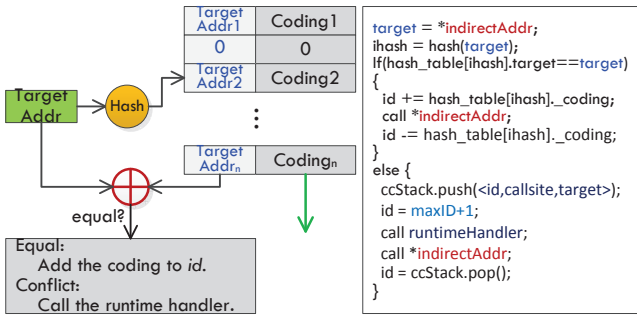 Target
Addr1
Coding1
0
0
Target
Addr2
Coding2
Target
Addr
Hash
...
Target
Addrn
Codingn
equal?
Equal:
Add the coding to id.
Conflict:
Call the runtime handler.
target = *indirectAddr;
ihash = hash(target);
If(hash_table[ihash].target==target)
{
id += hash_table[ihash]._coding;
call *indirectAddr;
id -= hash_table[ihash]._coding;
}
else {
ccStack.push(<id,callsite,target>);
id = maxID+1;
call runtimeHandler;
call *indirectAddr;
id = ccStack.pop();
}